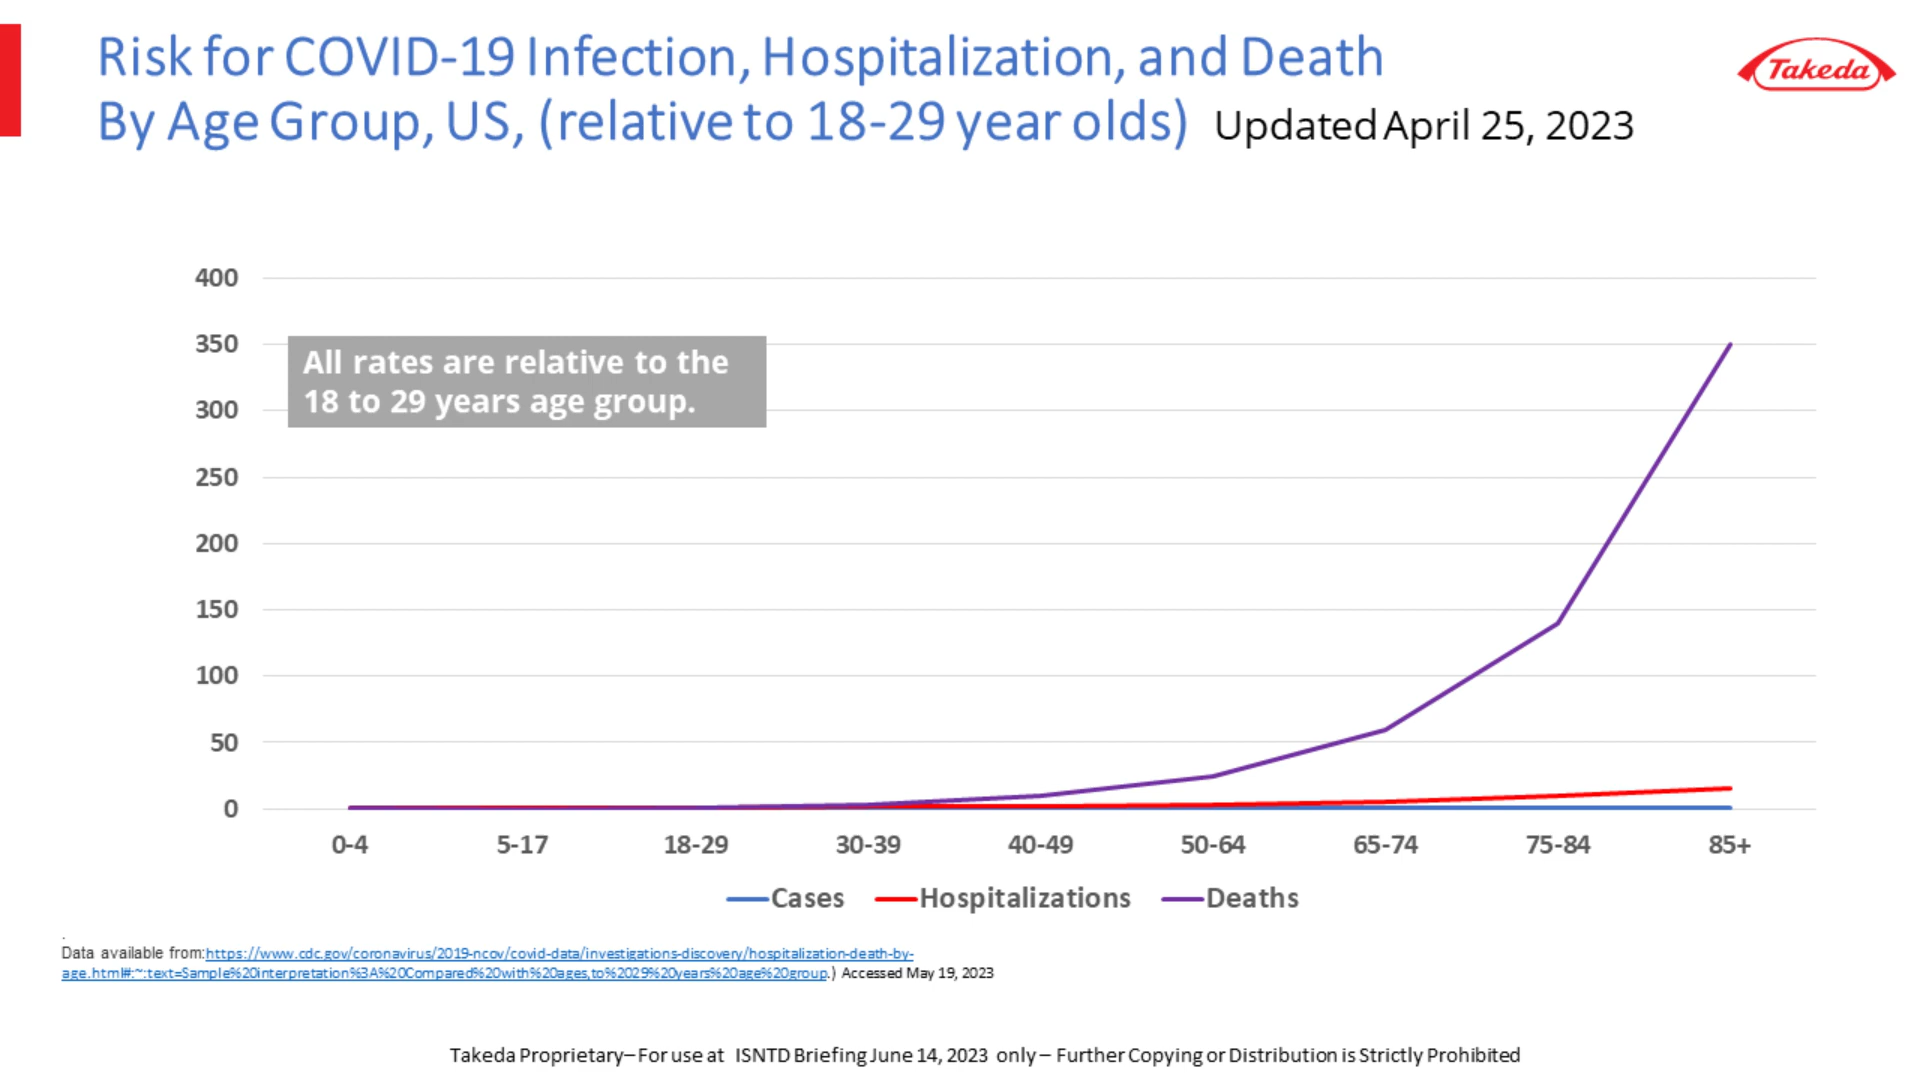 Risk for COVID-19 Infection, Hospitalization, and Death
By Age Group, US, (relative to 18-29 year olds) Updated April 25, 2023
Takeda
400
350
300
250
200
150
100
50
0
All rates are relative to the
18 to 29 years age group.
0-4 5-17 18-29 30-39 40-49 50-64 65-74 75-84 85+
Cases Hospitalizations Deaths
.
Data available from:https://www.cdc.gov/coronavirus/2019-ncov/covid-data/investigations-discovery/hospitalization-death-by-
age.html#:~:text=Sample%20interpretation%3A%20Compared%20with%20ages,to%2029%20years%20age%20group.) Accessed May 19, 2023
Takeda Proprietary– For use at ISNTD Briefing June 14, 2023 only – Further Copying or Distribution is Strictly Prohibited